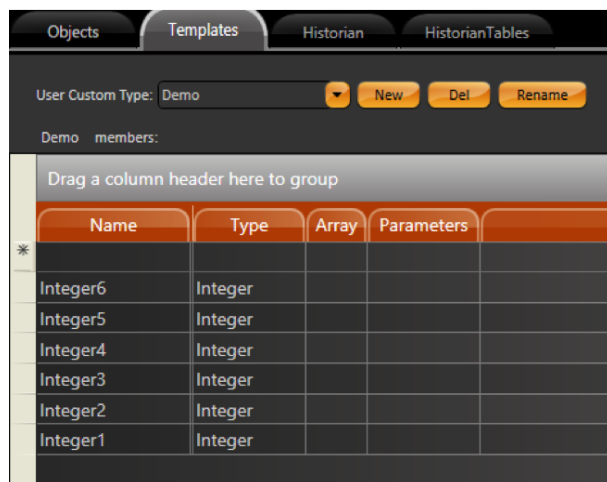 Objects Templates Historian HistorianTables
User Custom Type: Demo New Del Rename
Demo members:
Drag a column header here to group
Name Type Array Parameters
Integer6 Integer
Integer5 Integer
Integer4 Integer
Integer3 Integer
Integer2 Integer
Integer1 Integer